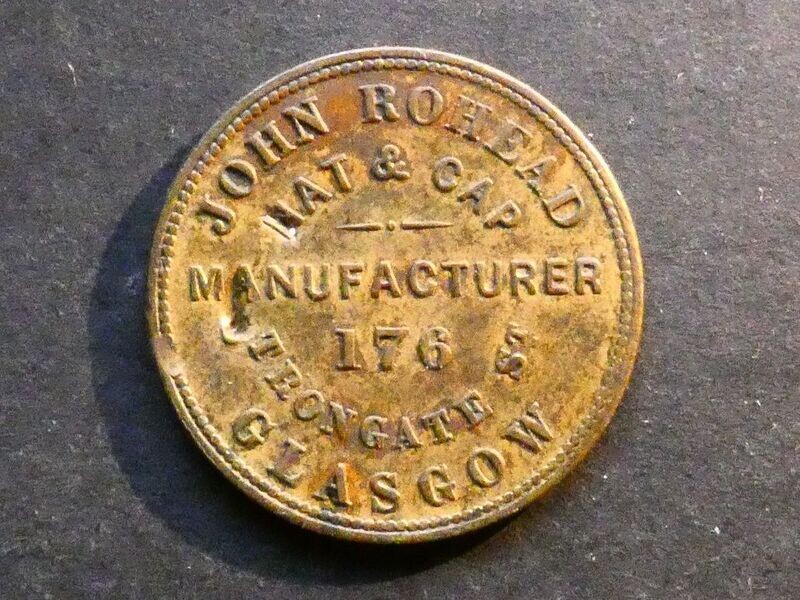 JOHN ROHEAD
HAT & CAP
MANUFACTURER
176
TRONGATE ST
GLASGOW